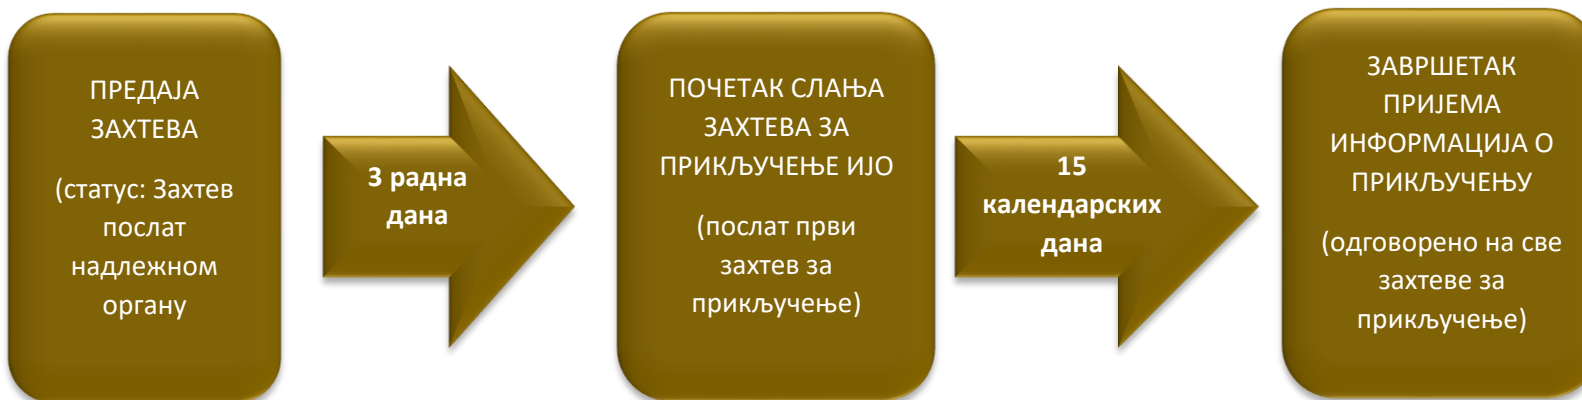 ПРЕДАЈА
ЗАХТЕВА
(статус: Захтев
послат
надлежном
органу
3 радна
дана
ПОЧЕТАК СЛАЊА
ЗАХТЕВА ЗА
ПРИКЉУЧЕЊЕ ИЈО
(послат први
захтев за
прикључење)
15
календарских
дана
ЗАВРШЕТАК
ПРИЈЕМА
ИНФОРМАЦИЈА О
ПРИКЉУЧЕЊУ
(одговорено на све
захтеве за
прикључење)